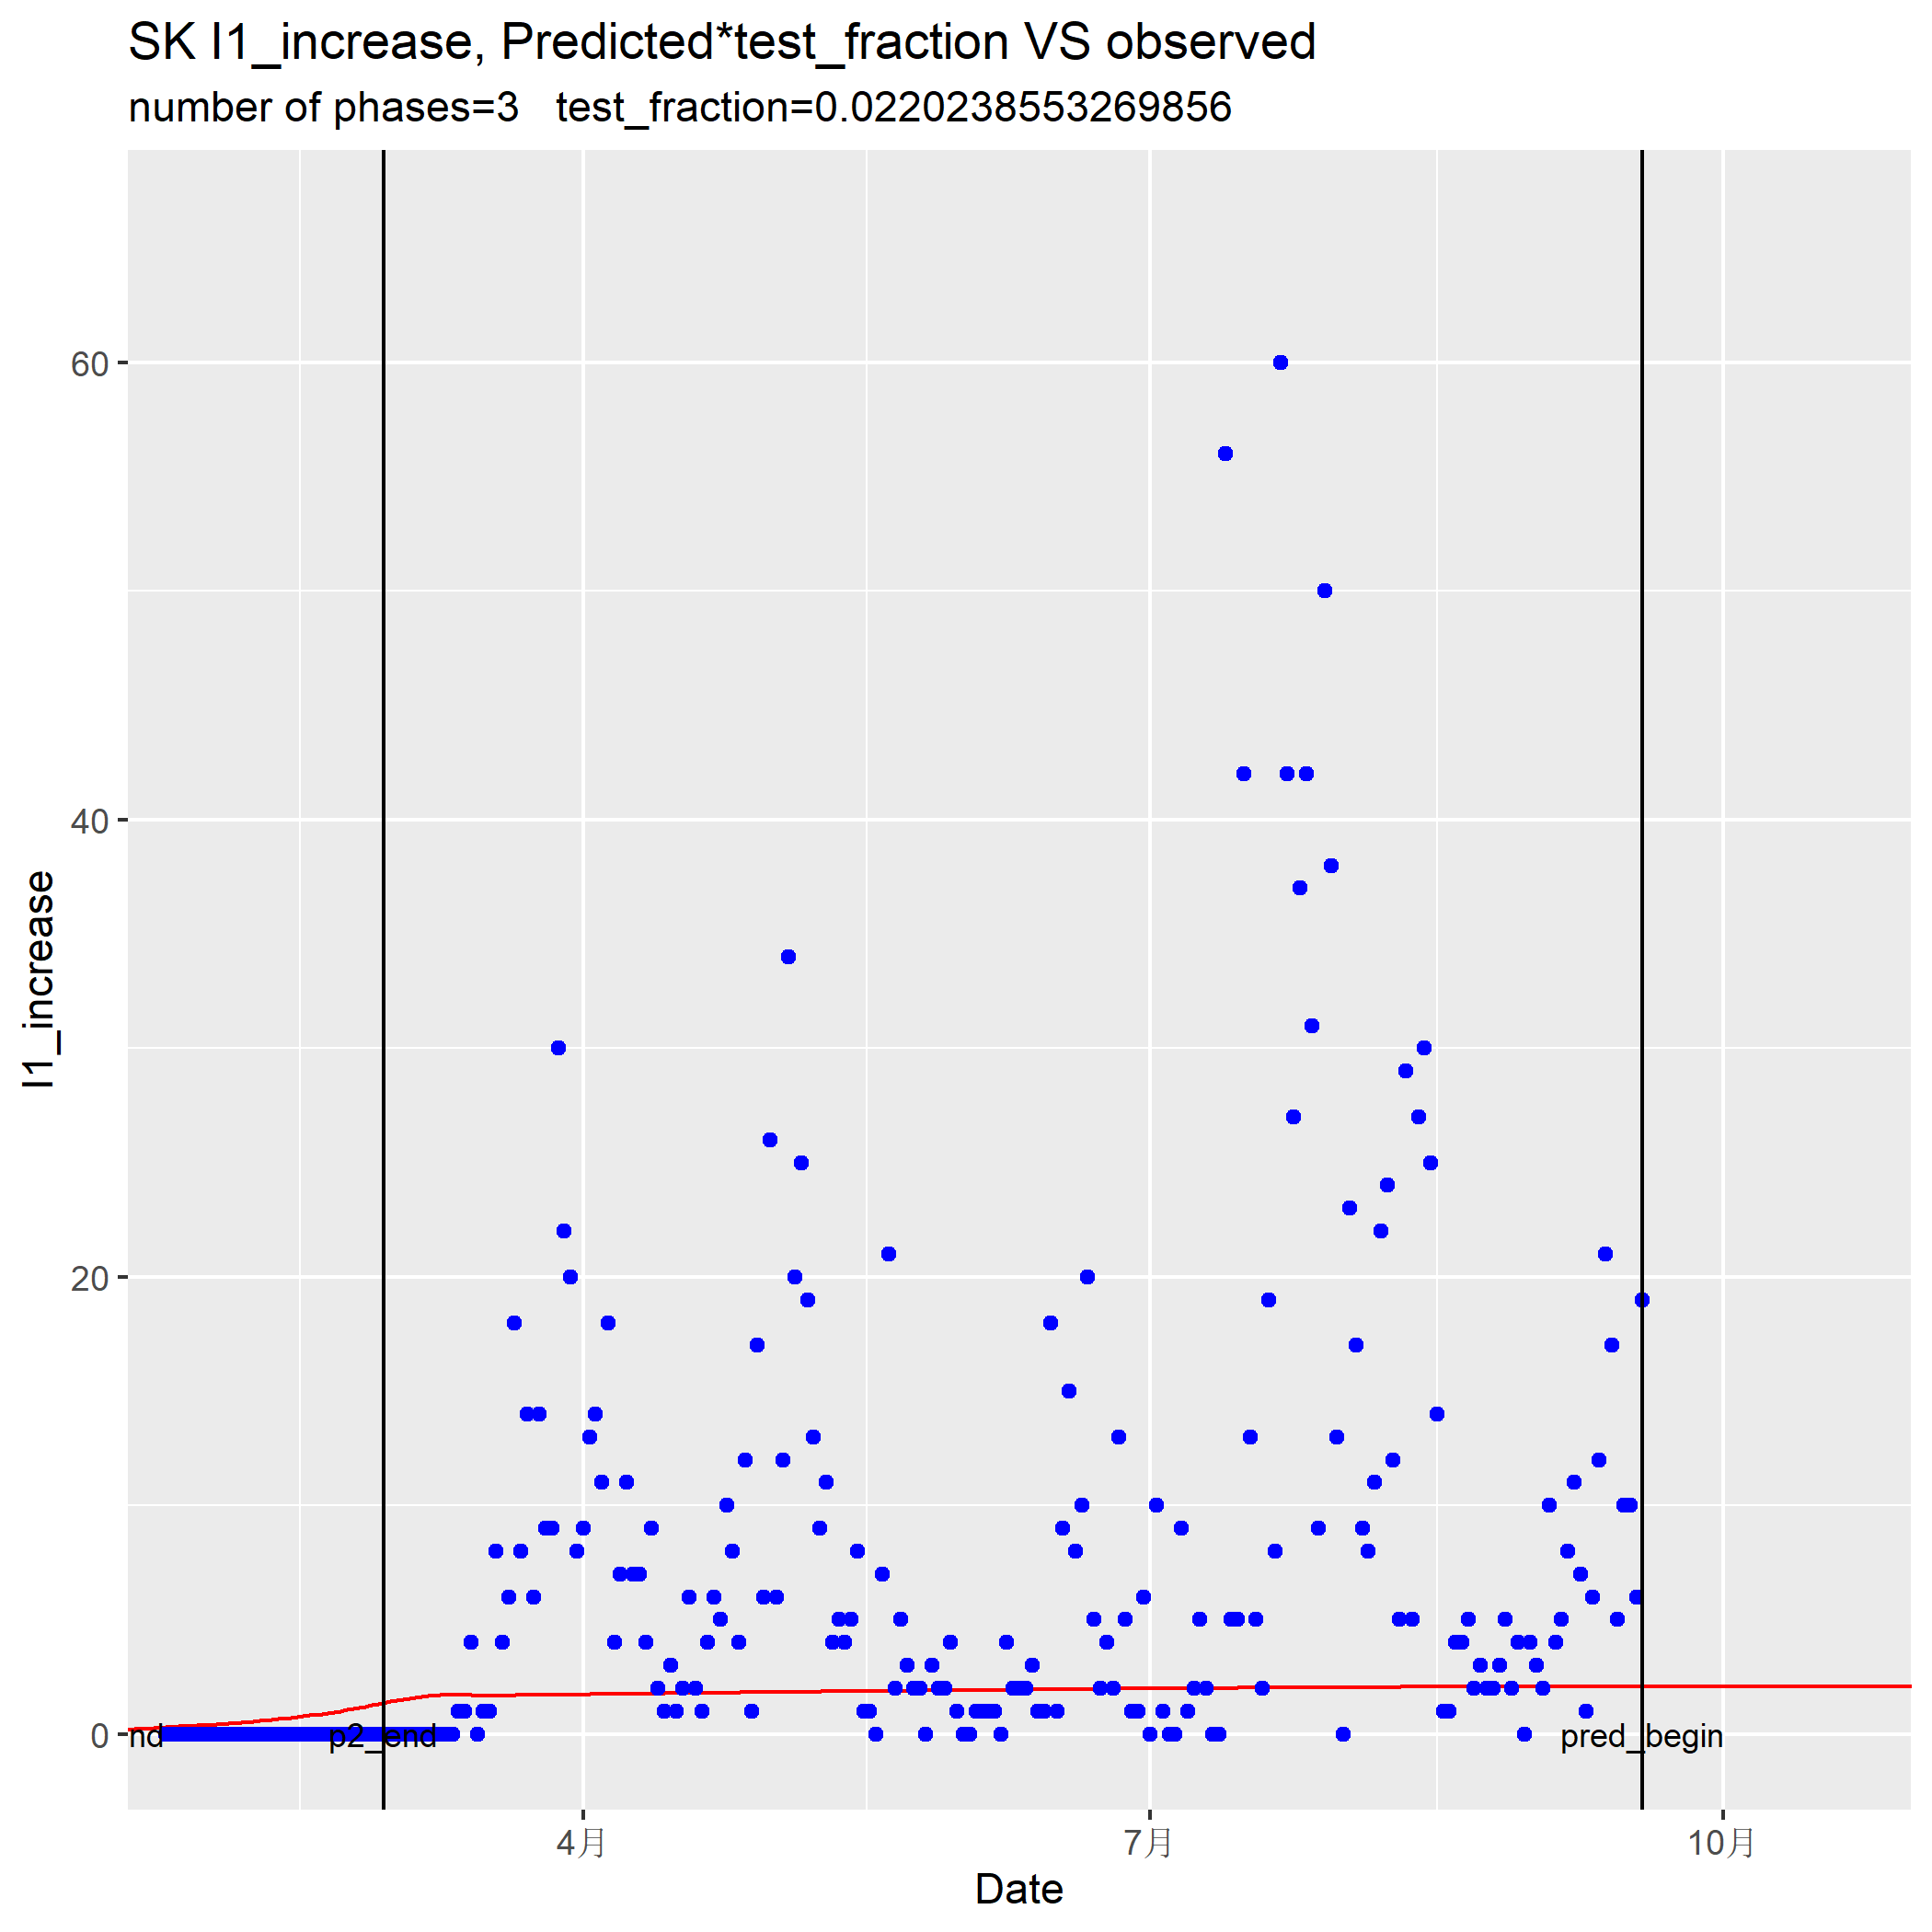 SK I1_increase, Predicted*test_fraction VS observed
number of phases=3 test_fraction=0.0220238553269856
60
40
20
0
I1_increase
nd
p2_end
pred_begin
4月
7月
10月
Date